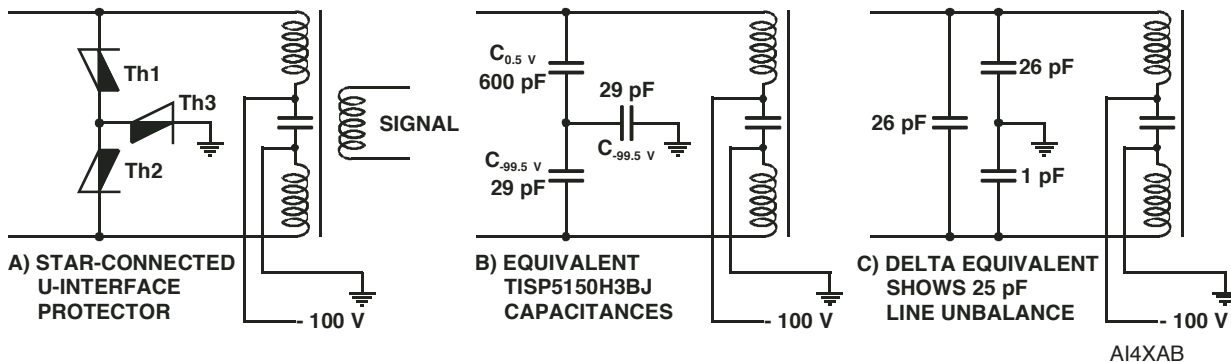 Th1
Th3
Th2
SIGNAL
A) STAR-CONNECTED
U-INTERFACE
PROTECTOR
- 100 V
C0.5 V
600 pF
29 pF
C-99.5 V
C-99.5 V
29 pF
B) EQUIVALENT
TISP5150H3BJ
CAPACITANCES
- 100 V
26 pF
26 pF
1 pF
C) DELTA EQUIVALENT
SHOWS 25 pF
LINE UNBALANCE
- 100 V
AI4XAB